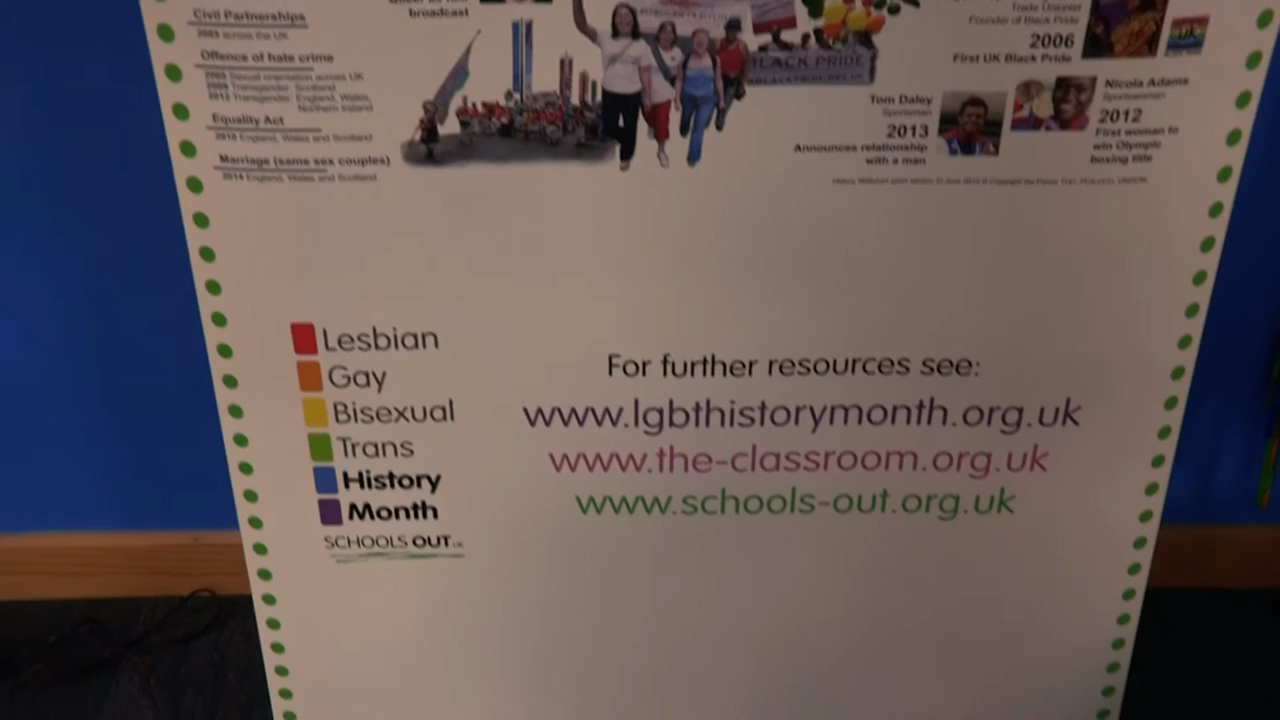 broadcast
Civil Partnerships
2005 across the UK
Offence of hate crime
Equality Act
2010 England, Wales and Scotland
Marriage (same sex couples)
2014 England, Wales and Scotland
BLACK PRIDE
Founder of Black Pride
2006
First UK Black Pride
Tom Daley
Sportsman
2013
Announces relationship
with a man
Nicola Adams
Sportswoman
2012
First woman to
win Olympic
boxing title
Lesbian
Gay
Bisexual
Trans
History
Month
SCHOOLS OUT
For further resources see:
www.lgbthistorymonth.org.uk
www.the-classroom.org.uk
www.schools-out.org.uk